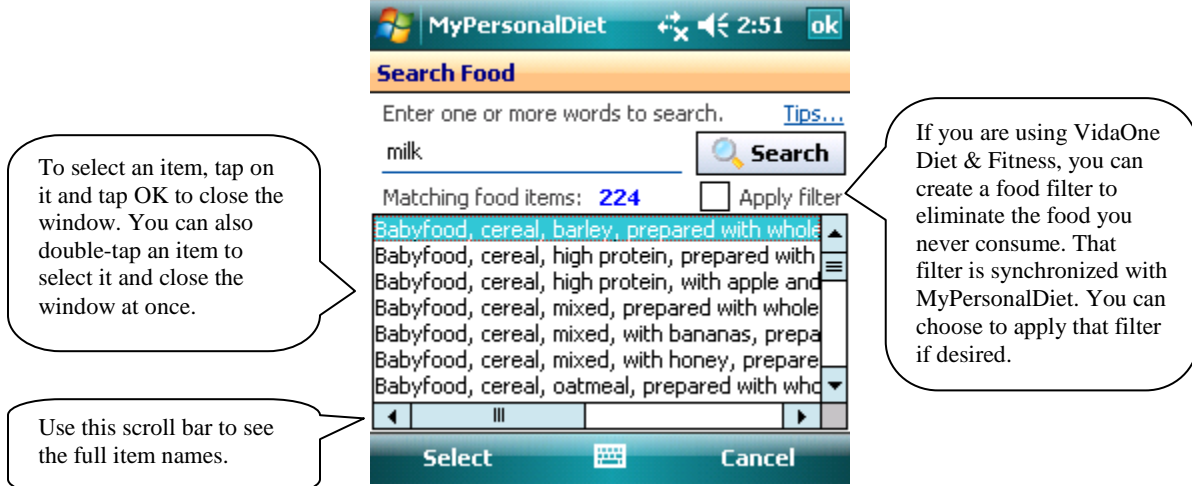 MyPersonalDiet 2:51 ok
Search Food
Enter one or more words to search. Tips...
milk Search
Matching food items: 224 Apply filter
Babyfood, cereal, barley, prepared with whole
Babyfood, cereal, high protein, prepared with
Babyfood, cereal, high protein, with apple and
Babyfood, cereal, mixed, prepared with whole
Babyfood, cereal, mixed, with bananas, prepa
Babyfood, cereal, mixed, with honey, prepare
Babyfood, cereal, oatmeal, prepared with who
Select Cancel
To select an item, tap on
it and tap OK to close the
window. You can also
double-tap an item to
select it and close the
window at once.
Use this scroll bar to see
the full item names.
If you are using VidaOne
Diet & Fitness, you can
create a food filter to
eliminate the food you
never consume. That
filter is synchronized with
MyPersonalDiet. You can
choose to apply that filter
if desired.